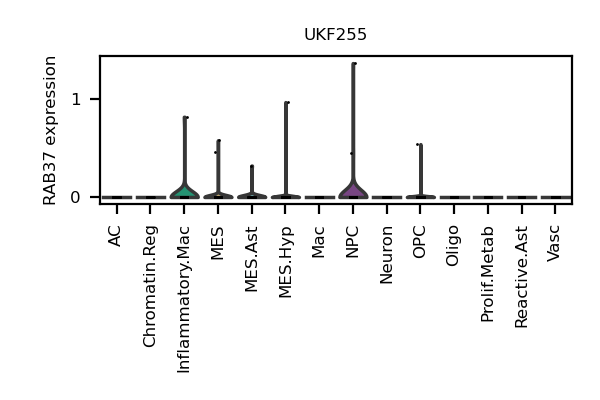 UKF255
RAB37 expression
1
0
AC
Chromatin.Reg
Inflammatory.Mac
MES
MES.Ast
MES.Hyp
Mac
NPC
Neuron
OPC
Oligo
Prolif.Metab
Reactive.Ast
Vasc